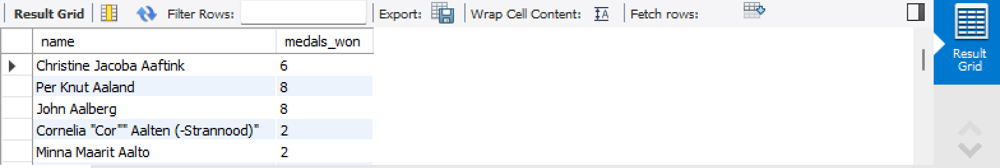 Result Grid Filter Rows: Export: Wrap Cell Content: Fetch rows:
name medals_won
Christine Jacoba Aaftink 6
Per Knut Aaland 8
John Aalberg 8
Cornelia "Cor"" Aalten (-Strannood)" 2
Minna Maarit Aalto 2
Result
Grid